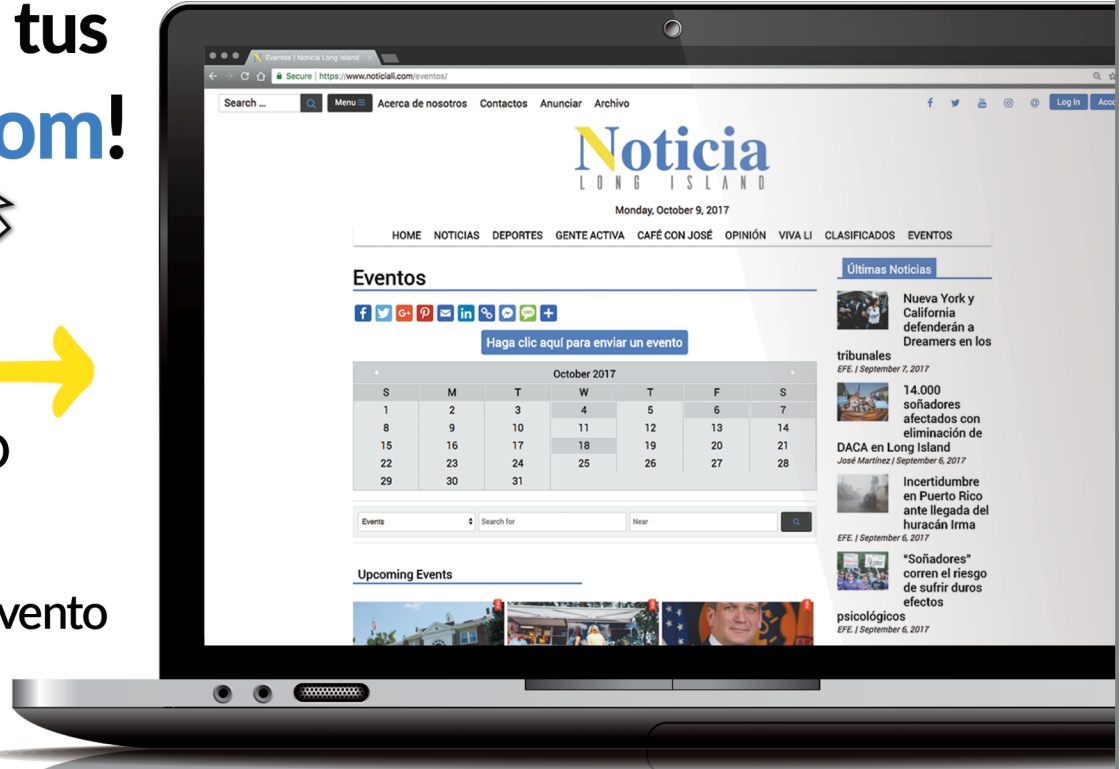 tus
om!
o
vento
Eventos | Noticia Long Island
Secure | https://www.noticiali.com/eventos/
Search ...
Menu
Acerca de nosotros Contactos Anunciar Archivo
Log In
Acco
Noticia
LONG ISLAND
Monday, October 9, 2017
HOME NOTICIAS DEPORTES GENTE ACTIVA CAFÉ CON JOSÉ OPINIÓN VIVA LI CLASIFICADOS EVENTOS
Eventos
Haga clic aquí para enviar un evento
October 2017
S M T W T F S
1 2 3 4 5 6 7
8 9 10 11 12 13 14
15 16 17 18 19 20 21
22 23 24 25 26 27 28
29 30 31
Events Search for Near
Upcoming Events
Últimas Noticias
Nueva York y
California
defenderán a
Dreamers en los
tribunales
EFE. | September 7, 2017
14.000
soñadores
afectados con
eliminación de
DACA en Long Island
José Martínez | September 6, 2017
Incertidumbre
en Puerto Rico
ante llegada del
huracán Irma
EFE. | September 6, 2017
"Soñadores"
corren el riesgo
de sufrir duros
efectos
psicológicos
EFE. | September 6, 2017